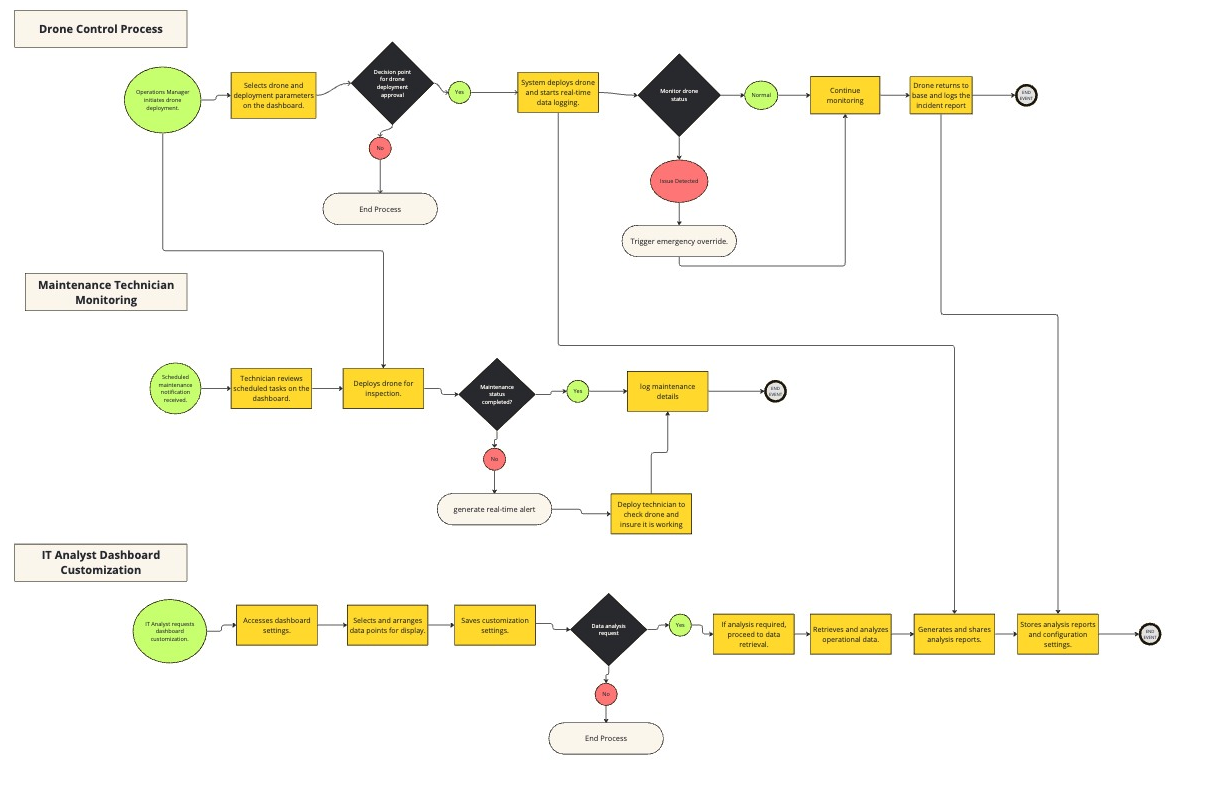 Drone Control Process
Operations Manager
initiates drone
deployment.
Selects drone and
deployment parameters
on the dashboard.
Decision point
for drone
deployment
approval
Yes
No
End Process
System deploys drone
and starts real-time
data logging.
Monitor drone
status
Normal
Issue Detected
Trigger emergency override.
Continue
monitoring
Drone returns to
base and logs the
incident report
END
EVENT
Maintenance Technician
Monitoring
Scheduled
maintenance
notification
received.
Technician reviews
scheduled tasks on the
dashboard.
Deploys drone for
inspection.
Maintenance
status
completed?
Yes
No
log maintenance
details
END
EVENT
generate real-time alert
Deploy technician to
check drone and
insure it is working
IT Analyst Dashboard
Customization
IT Analyst requests
dashboard
customization.
Accesses dashboard
settings.
Selects and arranges
data points for display.
Saves customization
settings.
Data analysis
request
Yes
No
End Process
If analysis required,
proceed to data
retrieval.
Retrieves and analyzes
operational data.
Generates and shares
analysis reports.
Stores analysis reports
and configuration
settings.
END
EVENT